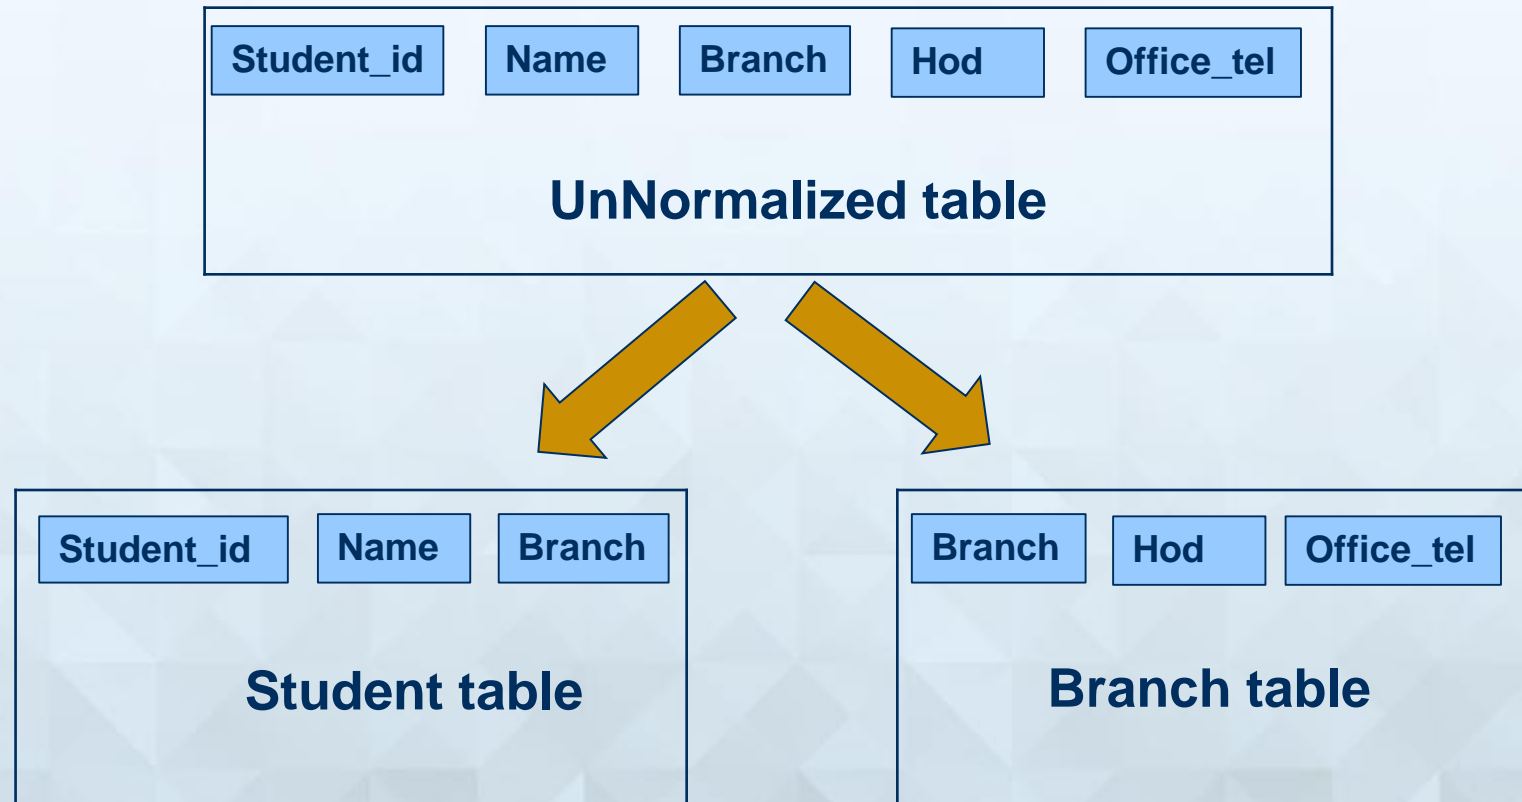 Student_id Name Branch Hod Office_tel
UnNormalized table
Student_id Name Branch
Student table
Branch Hod Office_tel
Branch table